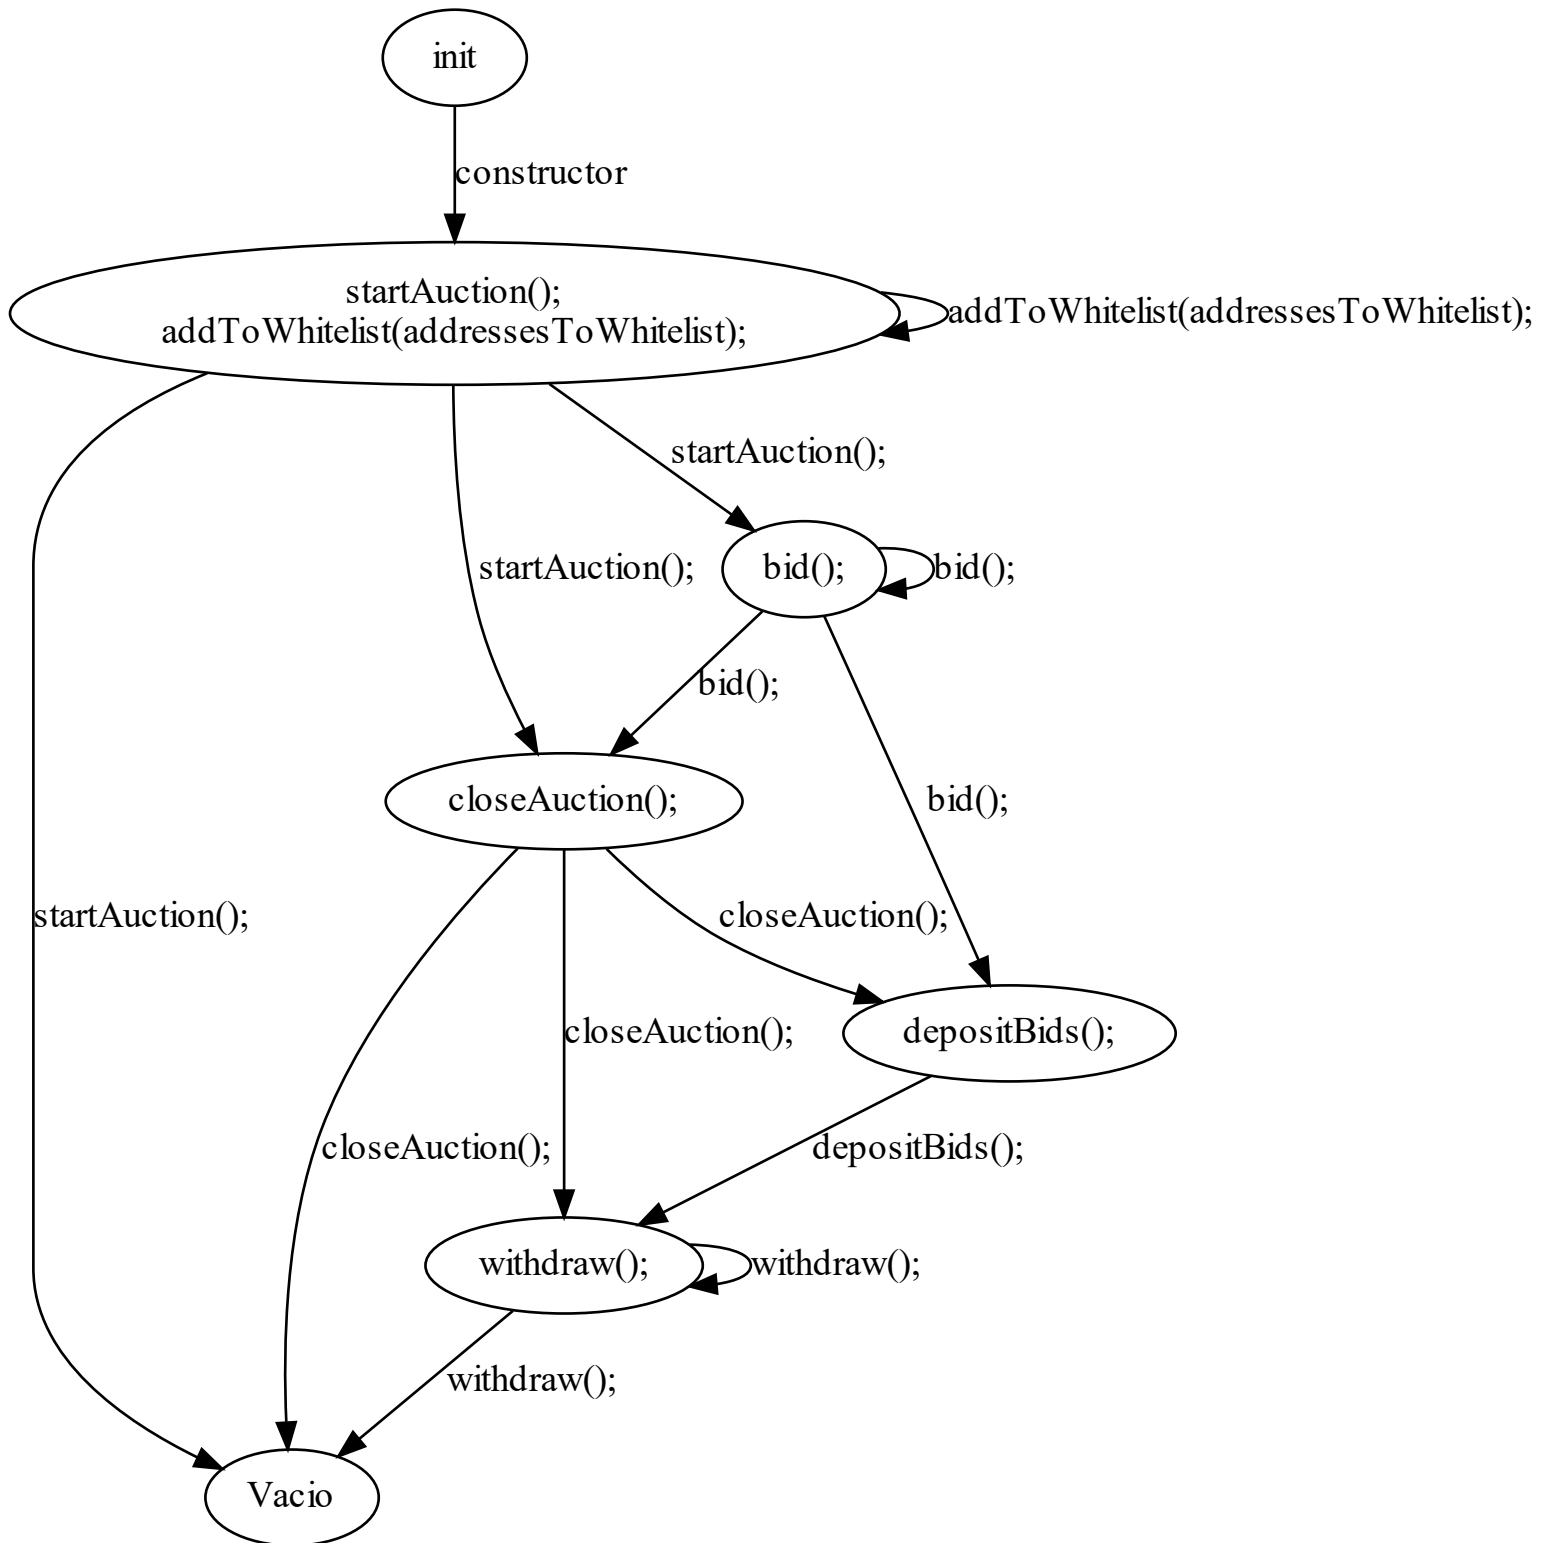 init
constructor
startAuction();
addToWhitelist(addressesToWhitelist);
addToWhitelist(addressesToWhitelist);
startAuction();
startAuction();
bid();
bid();
bid();
closeAuction();
bid();
startAuction();
closeAuction();
closeAuction();
depositBids();
closeAuction();
depositBids();
withdraw();
withdraw();
withdraw();
Vacio